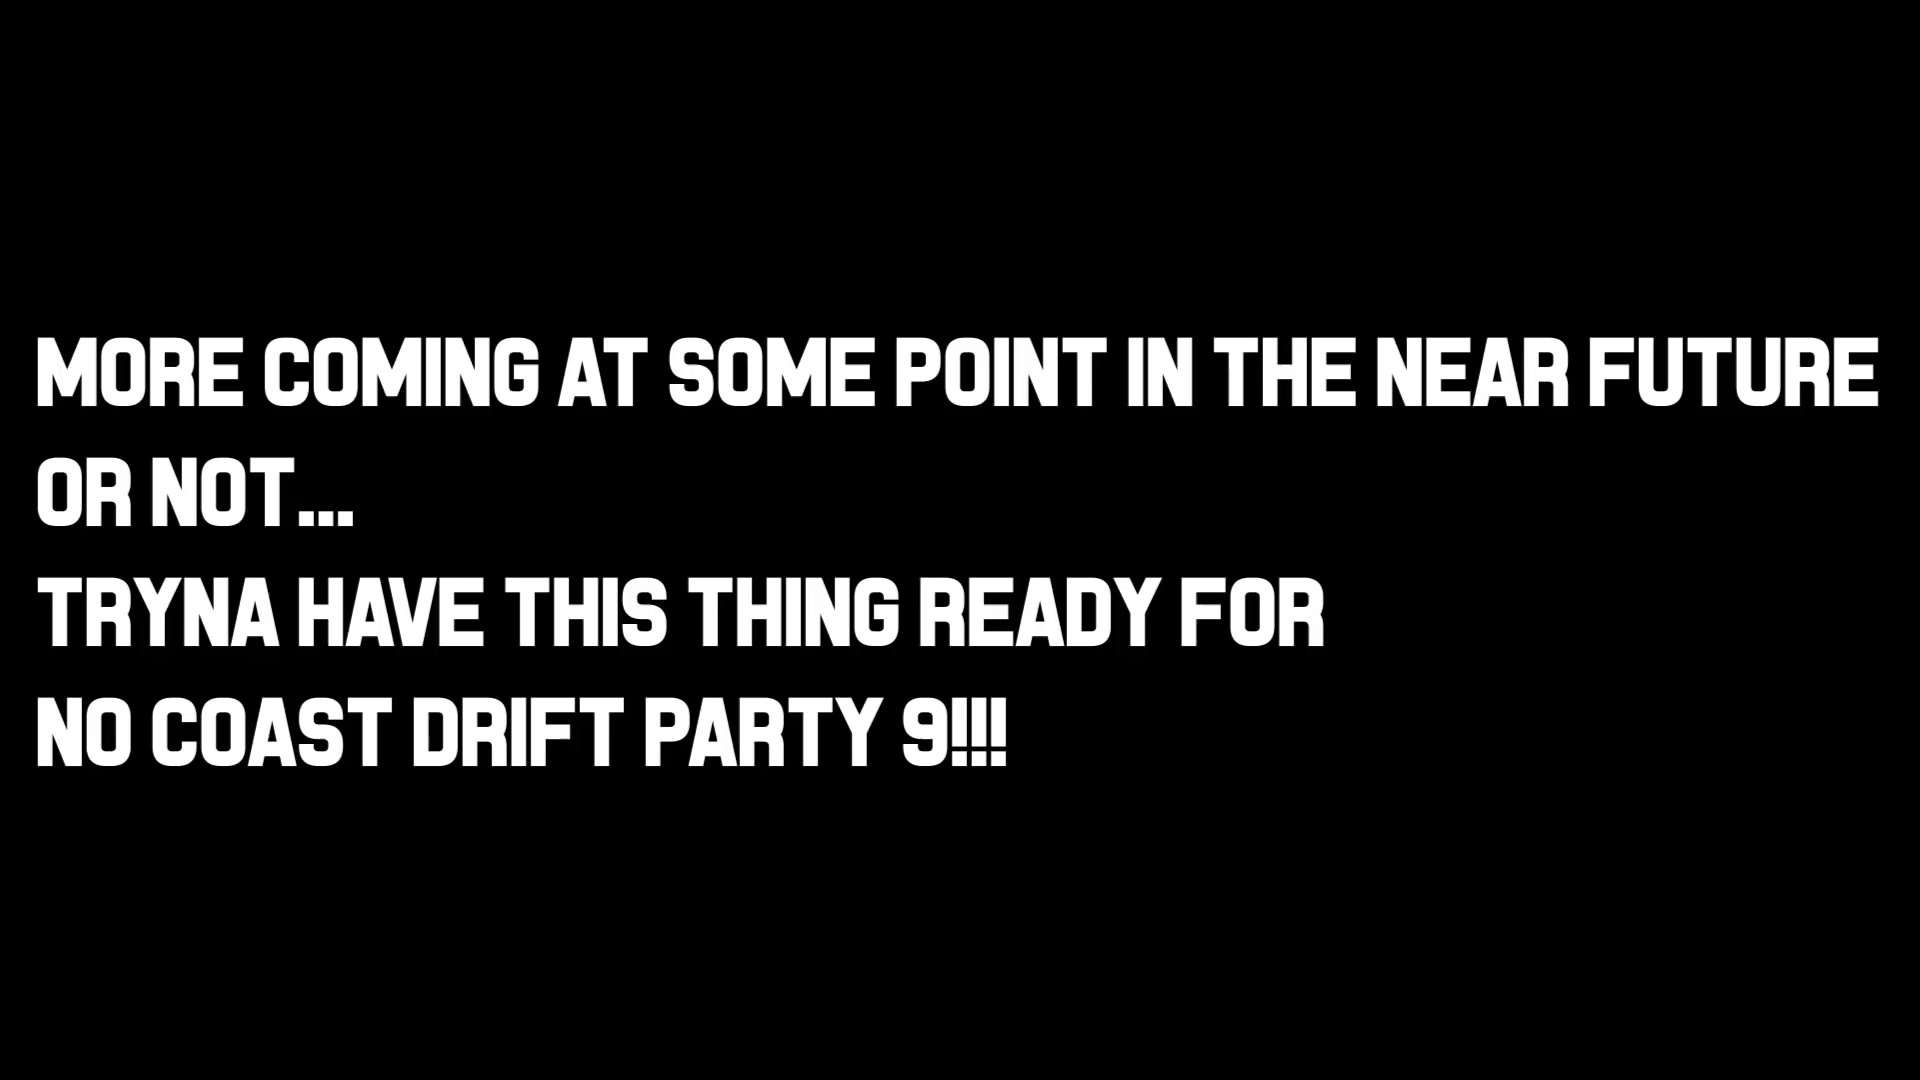 MORE COMING AT SOME POINT IN THE NEAR FUTURE
OR NOT...
TRYNA HAVE THIS THING READY FOR
NO COAST DRIFT PARTY 9!!!